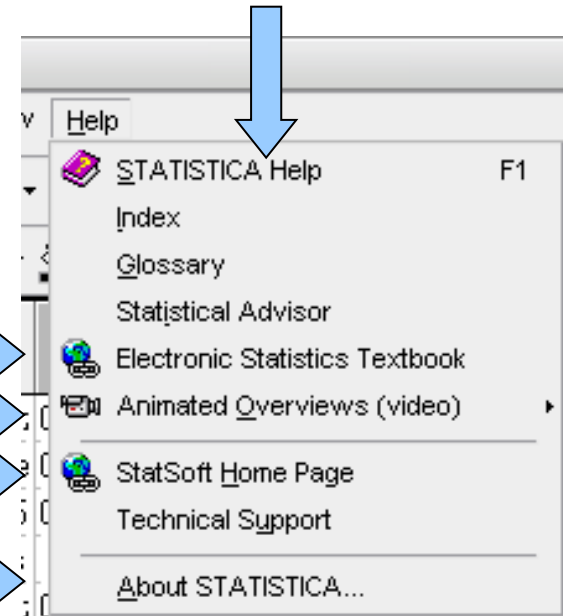 Help
STATISTICA Help F1
Index
Glossary
Statistical Advisor
Electronic Statistics Textbook
Animated Overviews (video)
StatSoft Home Page
Technical Support
About STATISTICA...